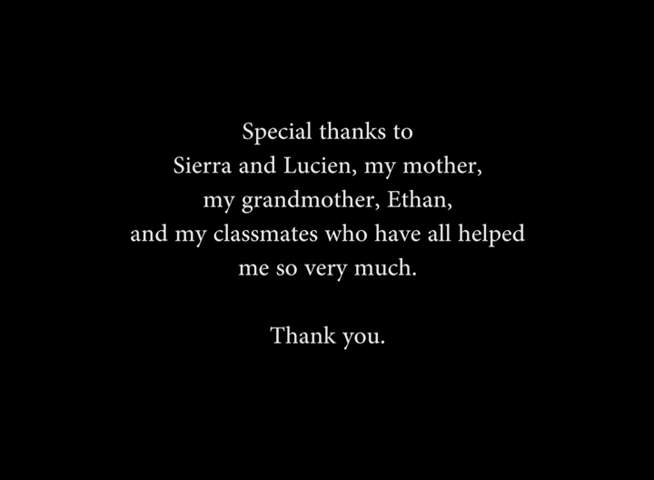 Special thanks to
Sierra and Lucien, my mother,
my grandmother, Ethan,
and my classmates who have all helped
me so very much.
Thank you.